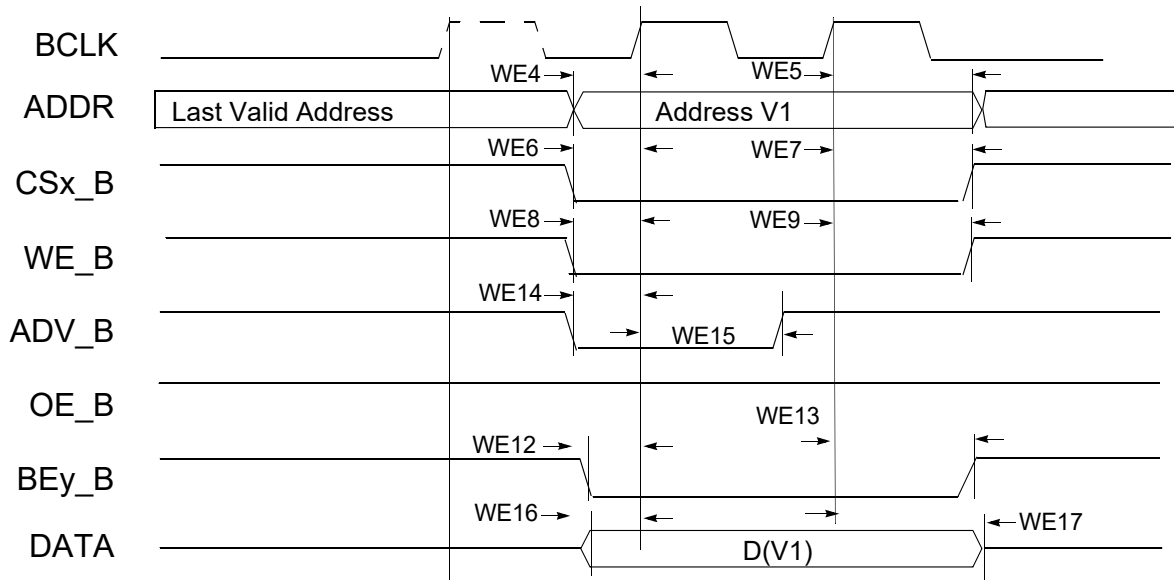 BCLK
WE4 WE5
ADDR Last Valid Address Address V1
WE6 WE7
CSx_B
WE8 WE9
WE_B
WE14
ADV_B WE15
OE_B
WE13
WE12
BEy_B
WE16 WE17
DATA D(V1)